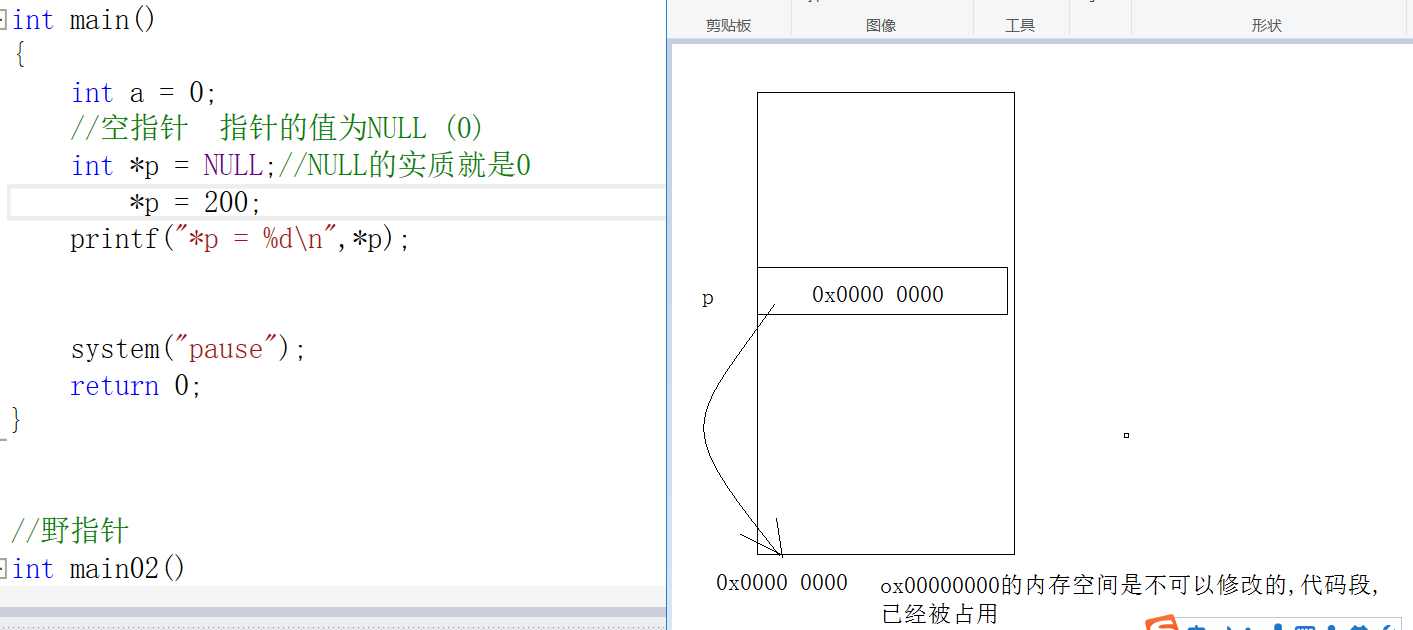 int main()
{
int a = 0;
//空指针  指针的值为NULL (0)
int *p = NULL;//NULL的实质就是0
*p = 200;
printf("*p = %d\n",*p);
system("pause");
return 0;
}
//野指针
int main02()
剪贴板 图像 工具 形状
p
0x0000 0000
0x0000 0000
ox00000000的内存空间是不可以修改的,代码段,
已经被占用